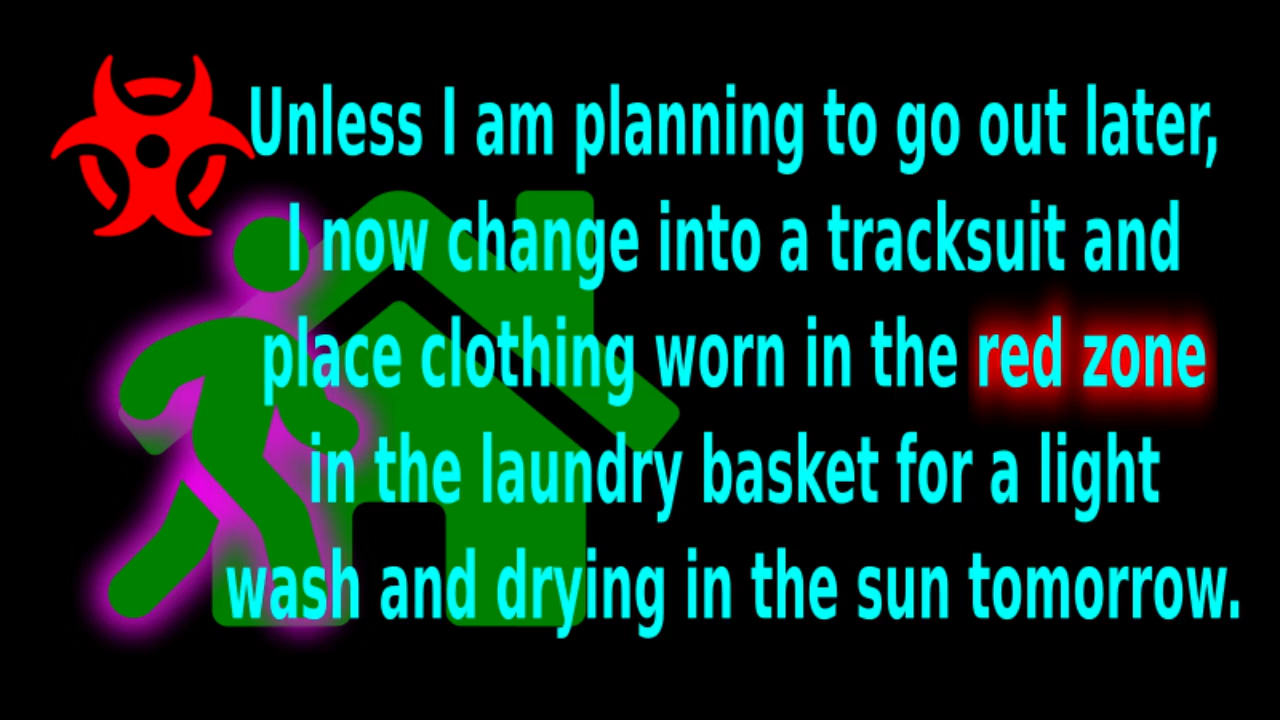 Unless I am planning to go out later,
I now change into a tracksuit and
place clothing worn in the red zone
in the laundry basket for a light
wash and drying in the sun tomorrow.